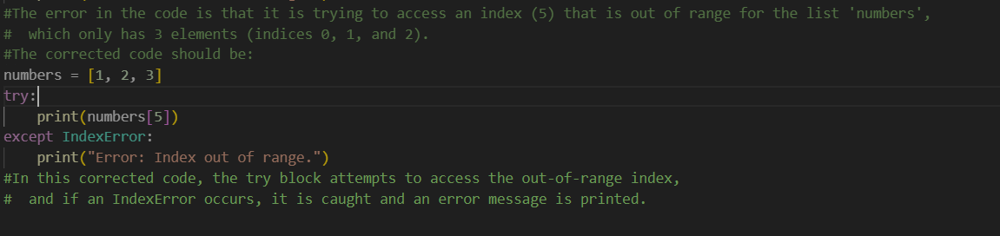 #The error in the code is that it is trying to access an index (5) that is out of range for the list 'numbers',
#  which only has 3 elements (indices 0, 1, and 2).
#The corrected code should be:
numbers = [1, 2, 3]
try:
    print(numbers[5])
except IndexError:
    print("Error: Index out of range.")
#In this corrected code, the try block attempts to access the out-of-range index,
#  and if an IndexError occurs, it is caught and an error message is printed.